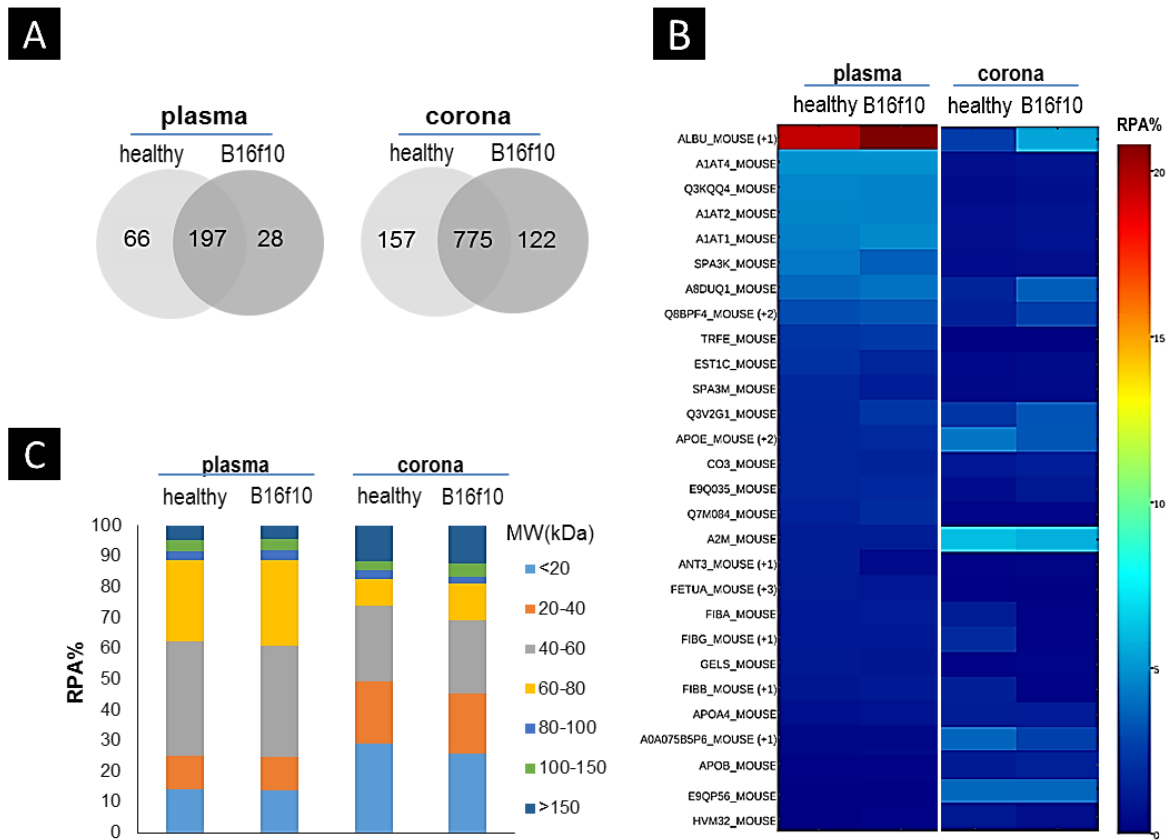 A
plasma
healthy B16f10
66 197 28
corona
healthy B16f10
157 775 122
B
plasma corona
healthy B16f10 healthy B16f10
RPA%
ALBU_MOUSE (+1)
A1AT4_MOUSE
Q3KQQ4_MOUSE
A1AT2_MOUSE
A1AT1_MOUSE
SPA3K_MOUSE
A8DUQ1_MOUSE
Q8BPF4_MOUSE (+2)
TRFE_MOUSE
EST1C_MOUSE
SPA3M_MOUSE
Q3V2G1_MOUSE
APOE_MOUSE (+2)
CO3_MOUSE
E9Q035_MOUSE
Q7M084_MOUSE
A2M_MOUSE
ANT3_MOUSE (+1)
FETUA_MOUSE (+3)
FIBA_MOUSE
FIBG_MOUSE (+1)
GELS_MOUSE
FIBB_MOUSE (+1)
APOA4_MOUSE
A0A075B5P6_MOUSE (+1)
APOB_MOUSE
E9QP56_MOUSE
HVM32_MOUSE
20
15
10
5
0
C
plasma corona
healthy B16f10 healthy B16f10
RPA%
100
90
80
70
60
50
40
30
20
10
0
MW(kDa)
<20
20-40
40-60
60-80
80-100
100-150
>150